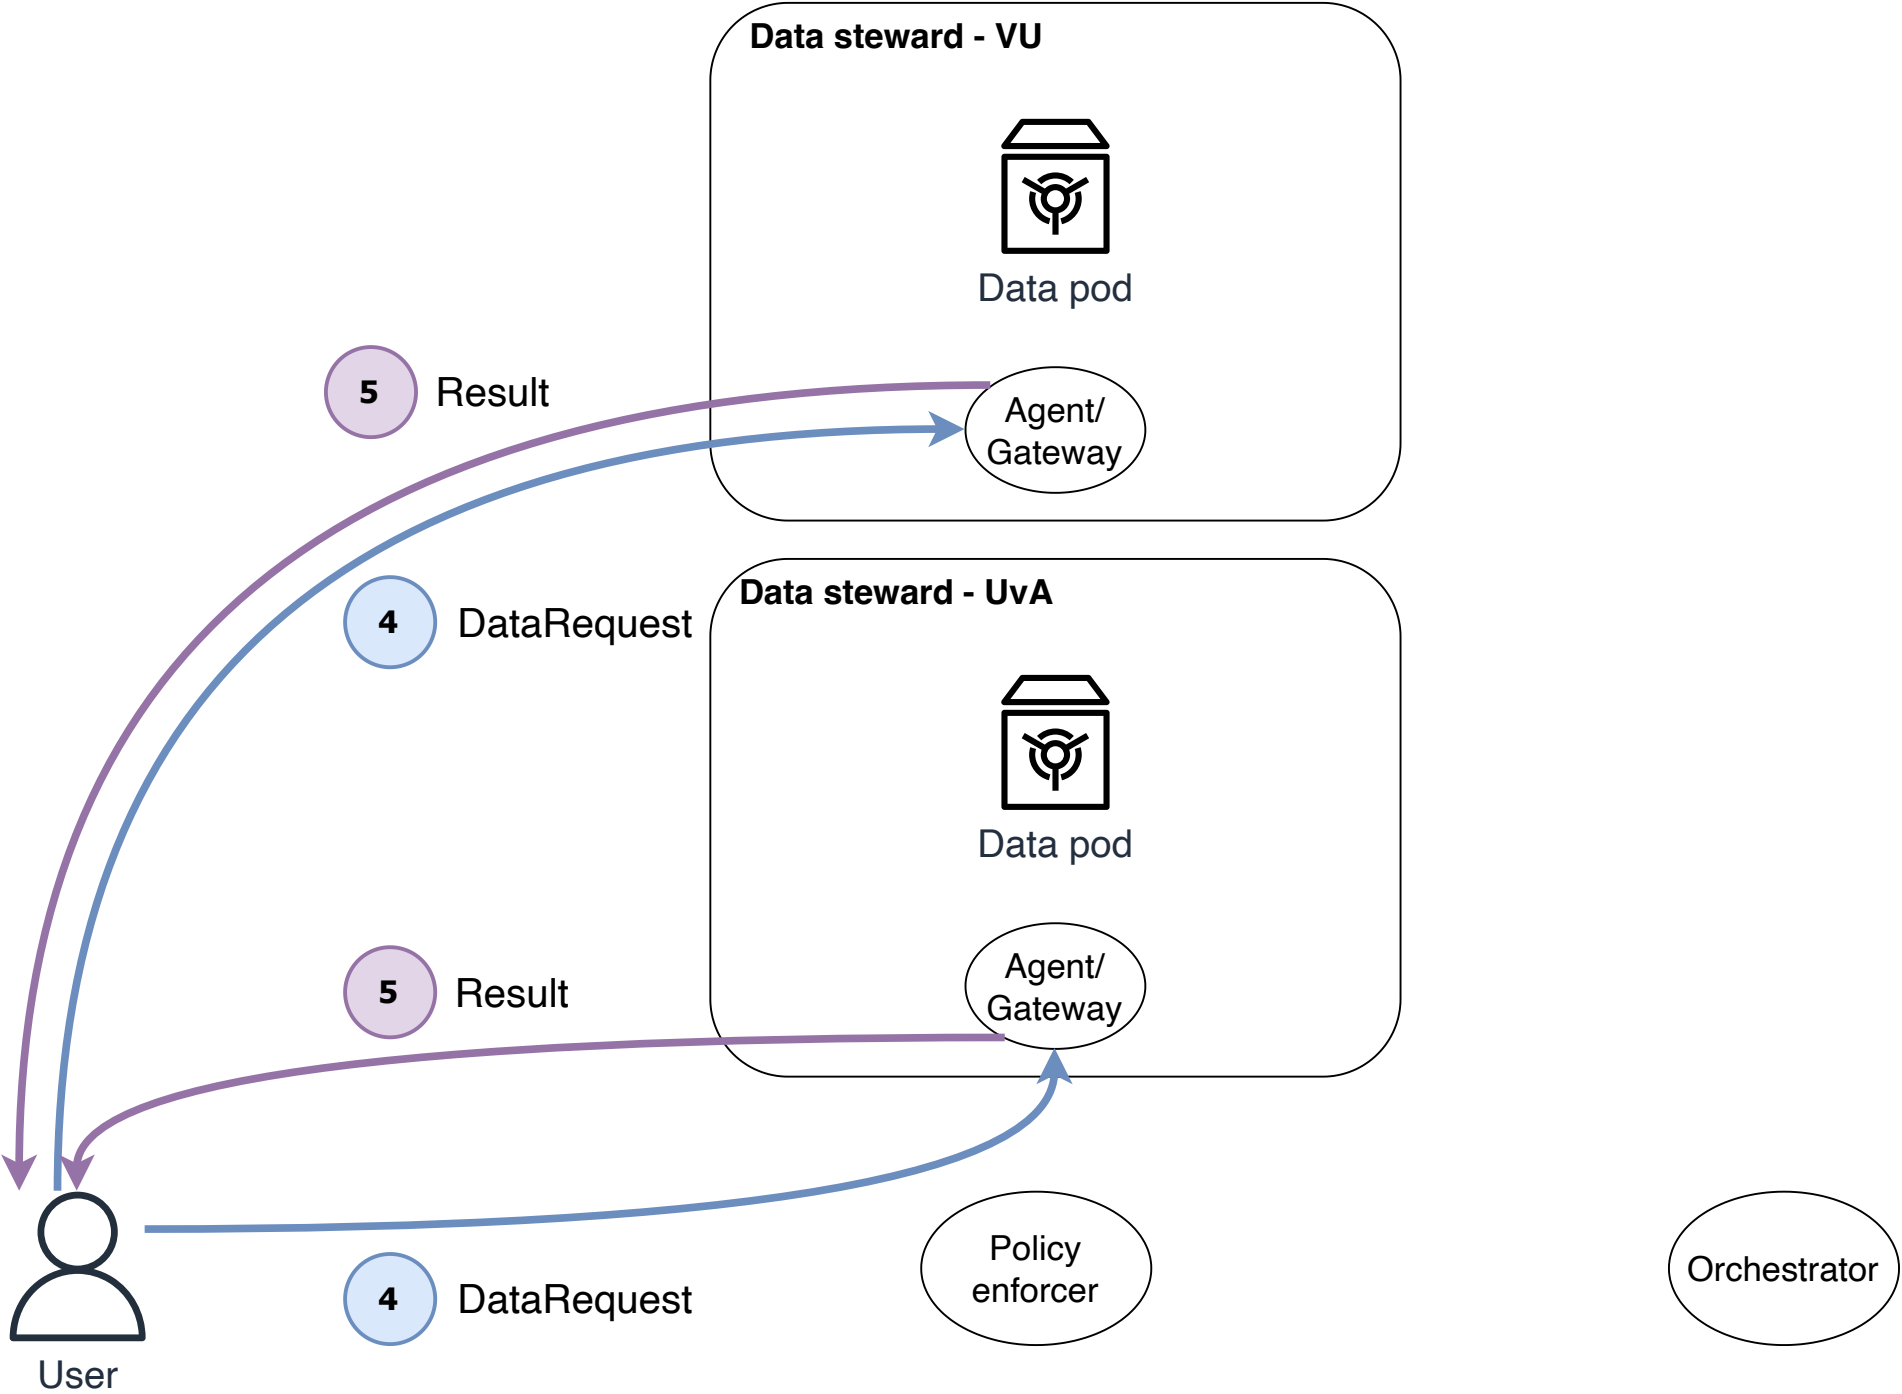 Data steward - VU
Data pod
5 Result
Agent/
Gateway
4 DataRequest
Data steward - UvA
Data pod
5 Result
Agent/
Gateway
Policy
enforcer
Orchestrator
4 DataRequest
User